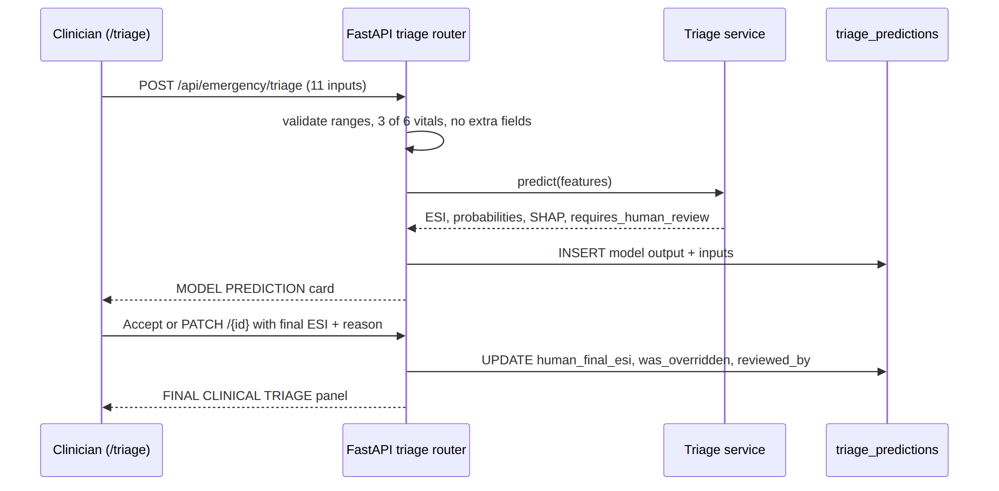 Clinician (/triage)
FastAPI triage router
Triage service
triage_predictions
POST /api/emergency/triage (11 inputs)
validate ranges, 3 of 6 vitals, no extra fields
predict(features)
ESI, probabilities, SHAP, requires_human_review
INSERT model output + inputs
MODEL PREDICTION card
Accept or PATCH /{id} with final ESI + reason
UPDATE human_final_esi, was_overridden, reviewed_by
FINAL CLINICAL TRIAGE panel
Clinician (/triage)
FastAPI triage router
Triage service
triage_predictions